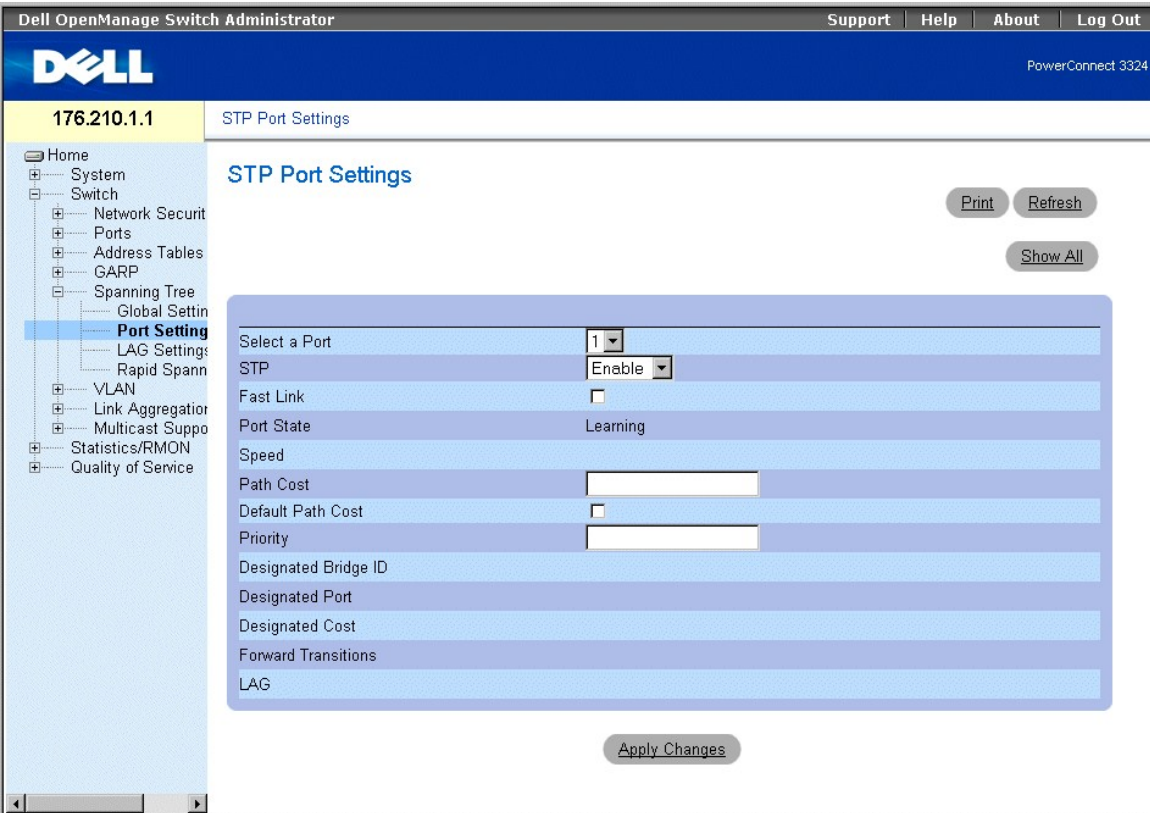 Dell OpenManage Switch Administrator
Support Help About Log Out
DELL
PowerConnect 3324
176.210.1.1
STP Port Settings
Home
System
Switch
Network Securit
Ports
Address Tables
GARP
Spanning Tree
Global Settin
Port Setting
LAG Settings
Rapid Spann
VLAN
Link Aggregation
Multicast Suppo
Statistics/RMON
Quality of Service
STP Port Settings
Print Refresh
Show All
Select a Port 1
STP Enable
Fast Link
Port State Learning
Speed
Path Cost
Default Path Cost
Priority
Designated Bridge ID
Designated Port
Designated Cost
Forward Transitions
LAG
Apply Changes